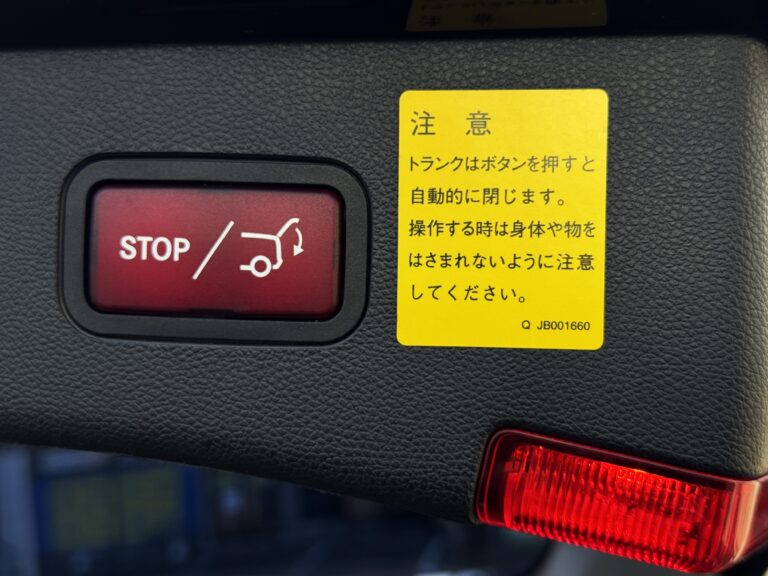 STOP
注 意
トランクはボタンを押すと
自動的に閉じます。
操作する時は身体や物を
はさまれないように注意
してください。
Q JB001660